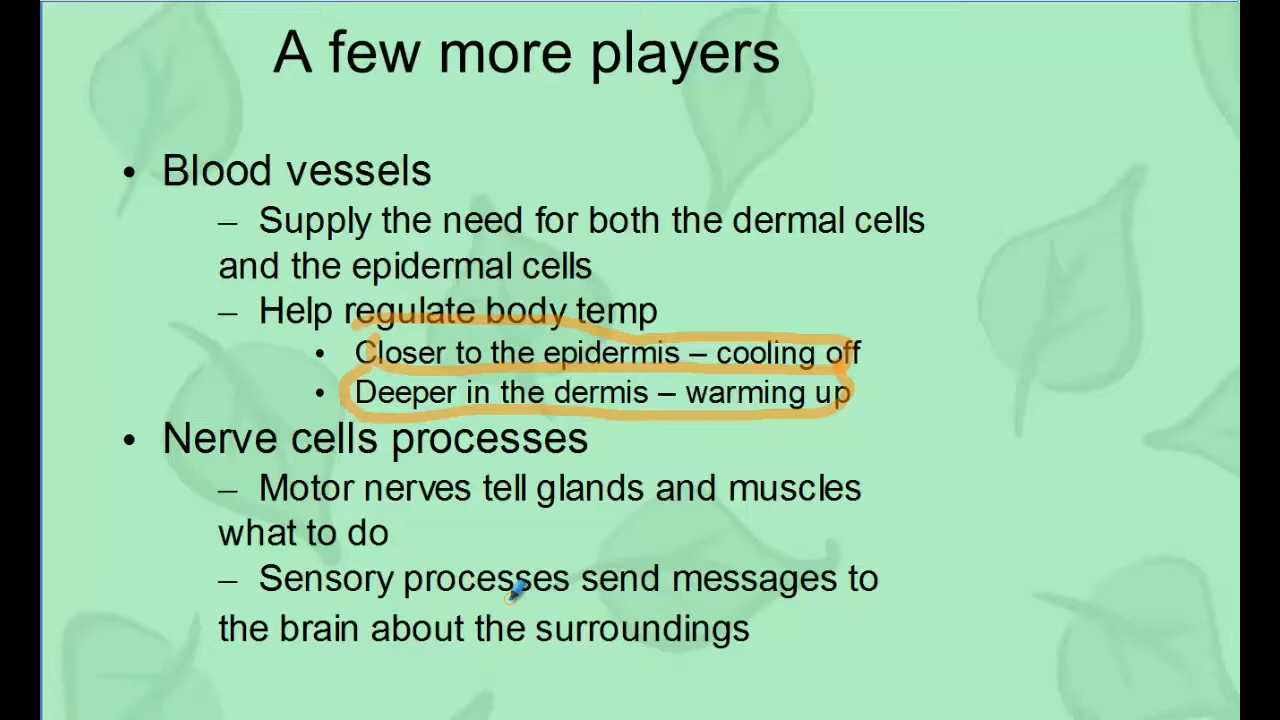 A few more players
• Blood vessels
– Supply the need for both the dermal cells
and the epidermal cells
– Help regulate body temp
• Closer to the epidermis – cooling off
• Deeper in the dermis – warming up
• Nerve cells processes
– Motor nerves tell glands and muscles
what to do
– Sensory processes send messages to
the brain about the surroundings